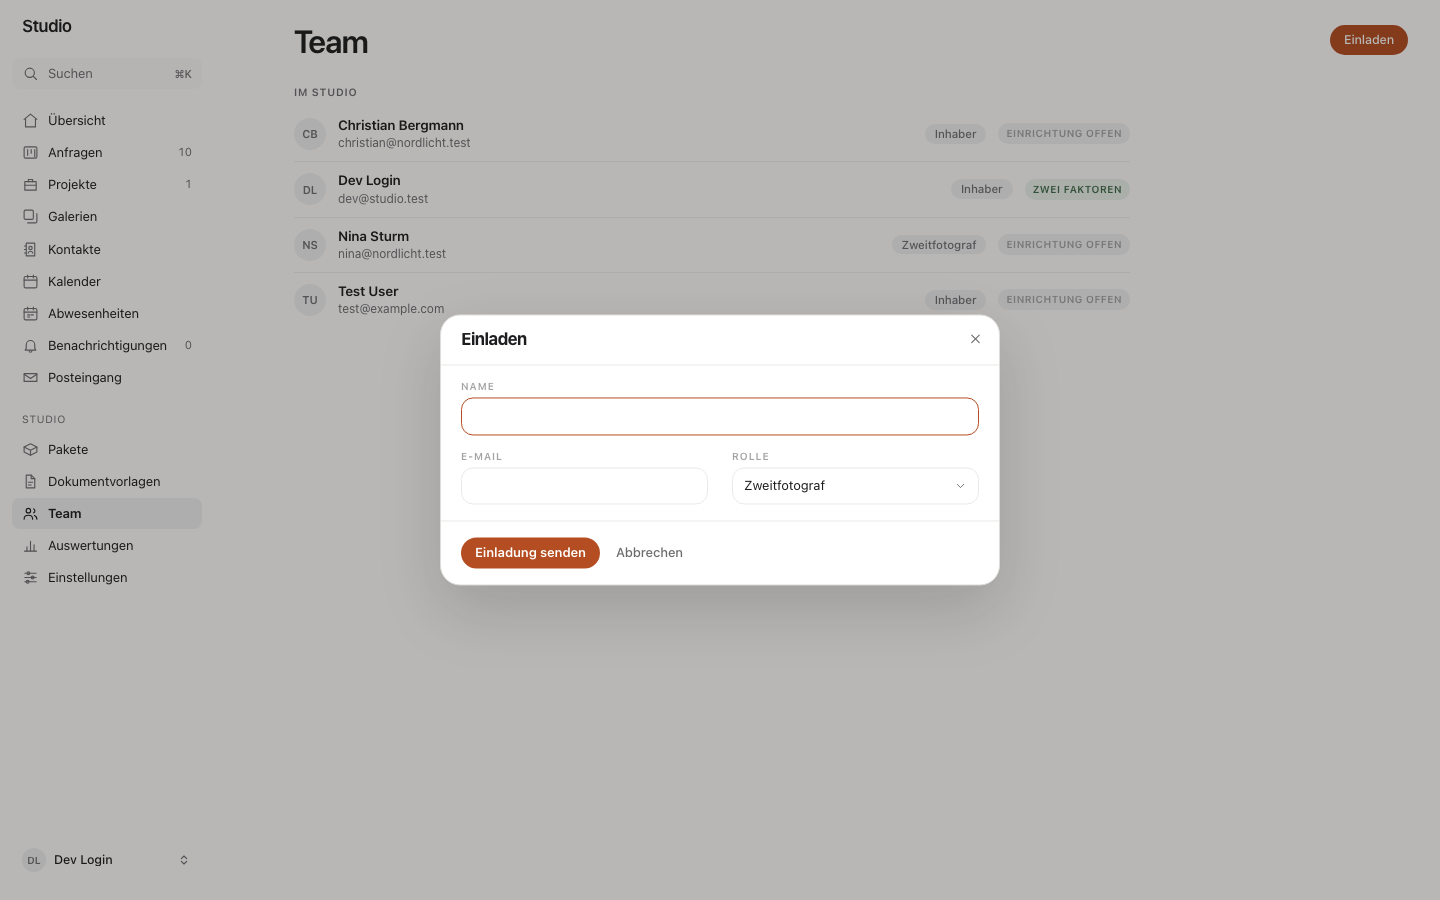 Studio
Suchen ⌘K
Übersicht
Anfragen 10
Projekte 1
Galerien
Kontakte
Kalender
Abwesenheiten
Benachrichtigungen 0
Posteingang
STUDIO
Pakete
Dokumentvorlagen
Team
Auswertungen
Einstellungen
DL Dev Login
Team
Einladen
IM STUDIO
CB Christian Bergmann
christian@nordlicht.test
Inhaber EINRICHTUNG OFFEN
DL Dev Login
dev@studio.test
Inhaber ZWEI FAKTOREN
NS Nina Sturm
nina@nordlicht.test
Zweitfotograf EINRICHTUNG OFFEN
TU Test User
test@example.com
Inhaber EINRICHTUNG OFFEN
Einladen
NAME
E-MAIL ROLLE
Zweitfotograf
Einladung senden Abbrechen